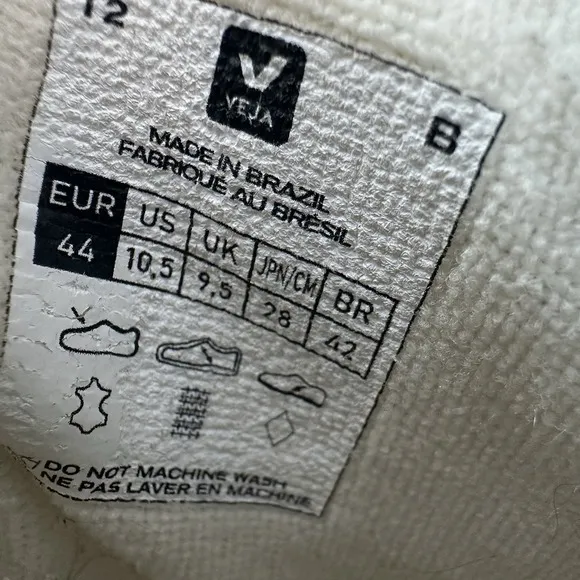 12
B
V
VEJA
MADE IN BRAZIL
FABRIQUÉ AU BRÉSIL
EUR US UK JPN/CM BR
44 10,5 9,5 28 42
DO NOT MACHINE WASH
NE PAS LAVER EN MACHINE